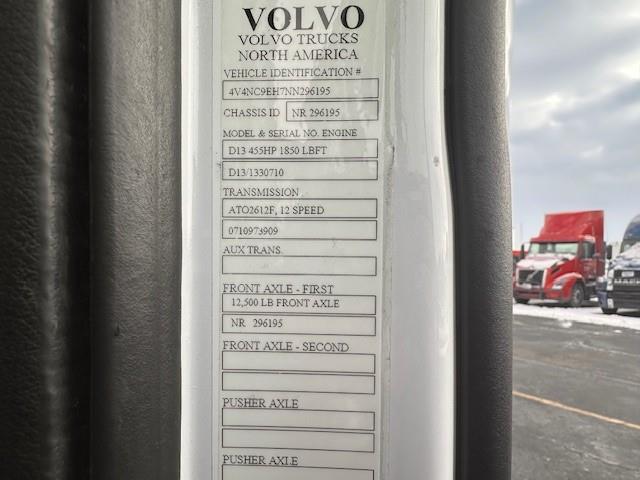 VOLVO
VOLVO TRUCKS
NORTH AMERICA
VEHICLE IDENTIFICATION #
4V4NC9EH7NN296195
CHASSIS ID NR 296195
MODEL & SERIAL NO. ENGINE
D13 455HP 1850 LBFT
D13/1330710
TRANSMISSION
ATO2612F, 12 SPEED
0710973909
AUX TRANS.
FRONT AXLE - FIRST
12,500 LB FRONT AXLE
NR 296195
FRONT AXLE - SECOND
PUSHER AXLE
PUSHER AXLE